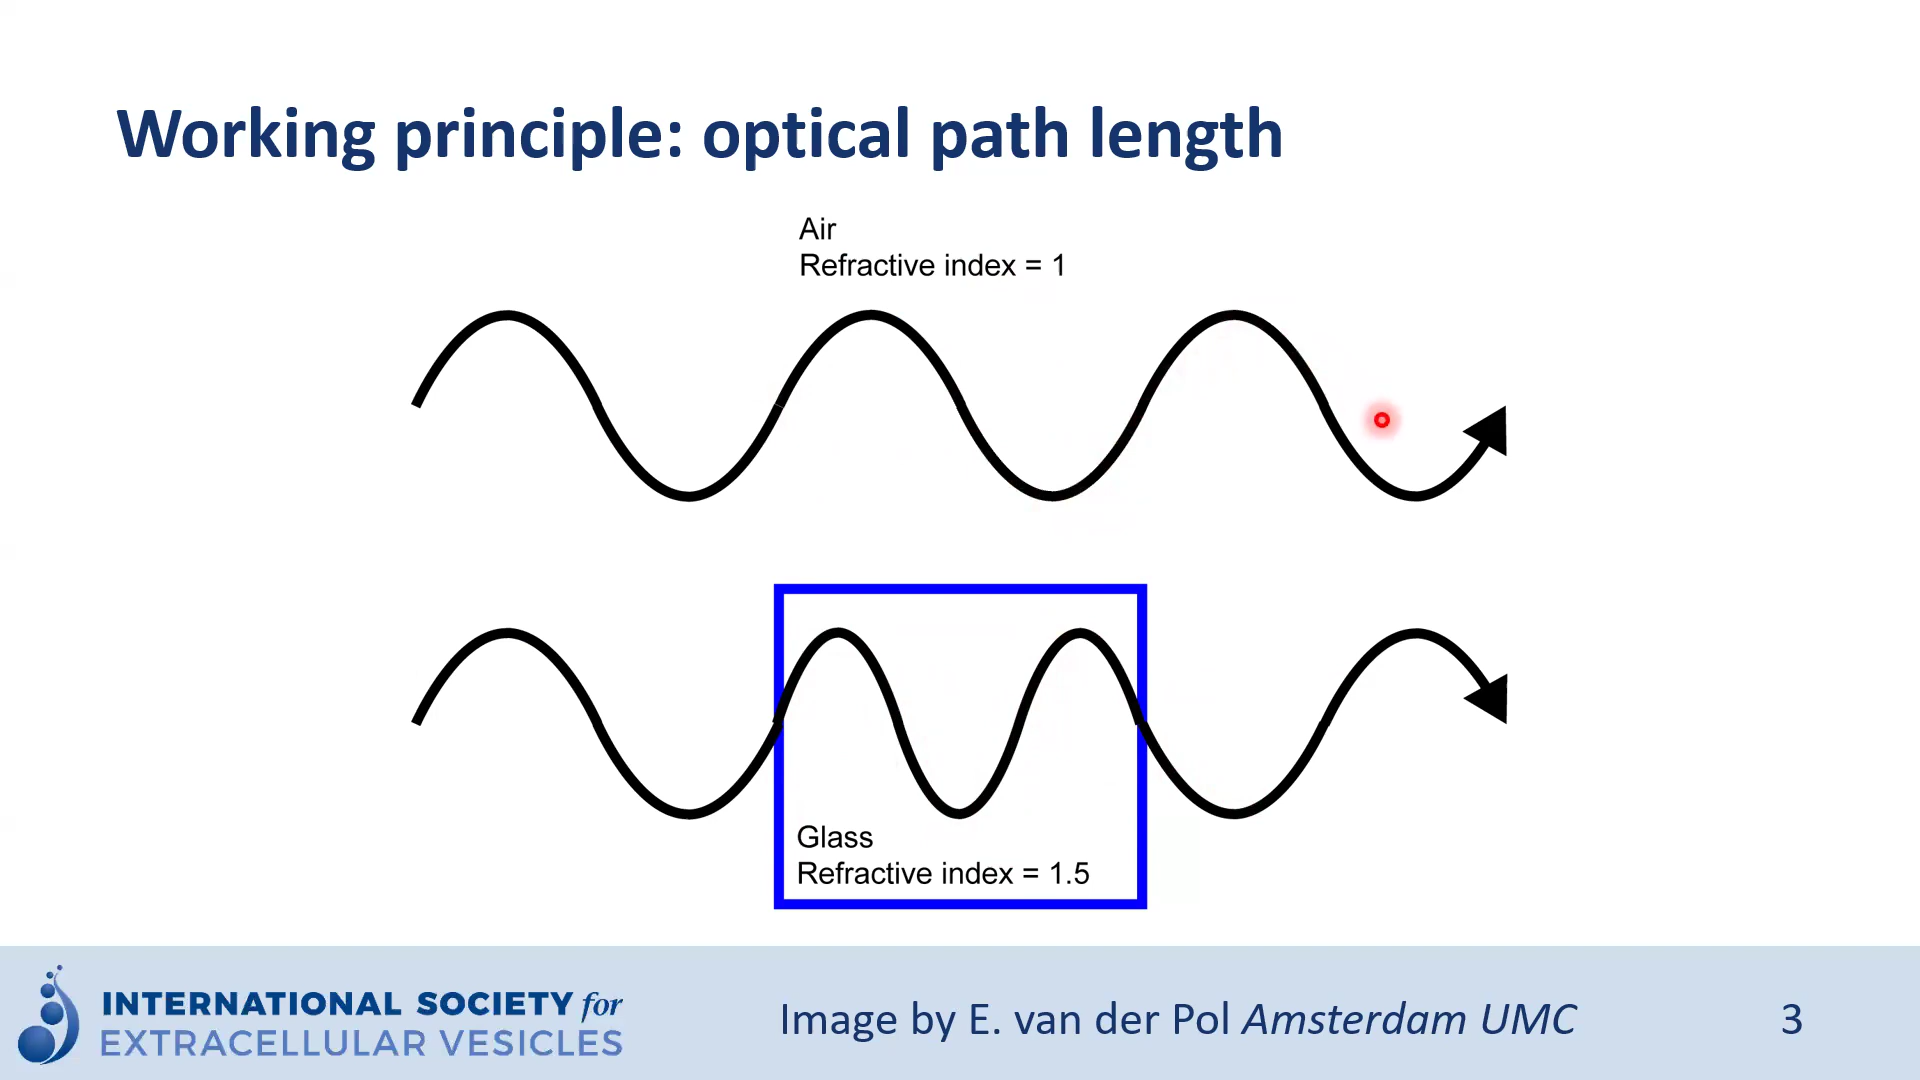 Working principle: optical path length
Air
Refractive index = 1
Glass
Refractive index = 1.5
INTERNATIONAL SOCIETY for
EXTRACELLULAR VESICLES
Image by E. van der Pol Amsterdam UMC
3